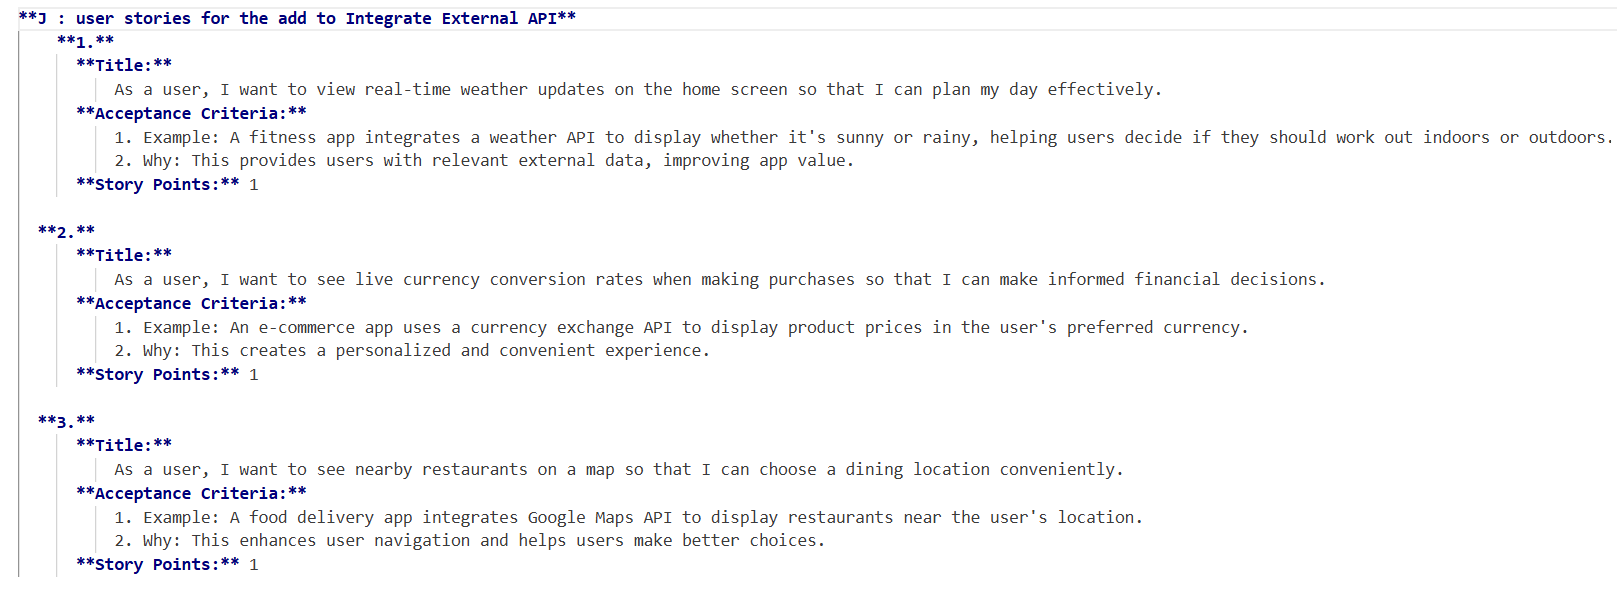 **J : user stories for the add to Integrate External API**
**1.**
**Title:**
As a user, I want to view real-time weather updates on the home screen so that I can plan my day effectively.
**Acceptance Criteria:**
1. Example: A fitness app integrates a weather API to display whether it's sunny or rainy, helping users decide if they should work out indoors or outdoors.
2. Why: This provides users with relevant external data, improving app value.
**Story Points:** 1
**2.**
**Title:**
As a user, I want to see live currency conversion rates when making purchases so that I can make informed financial decisions.
**Acceptance Criteria:**
1. Example: An e-commerce app uses a currency exchange API to display product prices in the user's preferred currency.
2. Why: This creates a personalized and convenient experience.
**Story Points:** 1
**3.**
**Title:**
As a user, I want to see nearby restaurants on a map so that I can choose a dining location conveniently.
**Acceptance Criteria:**
1. Example: A food delivery app integrates Google Maps API to display restaurants near the user's location.
2. Why: This enhances user navigation and helps users make better choices.
**Story Points:** 1